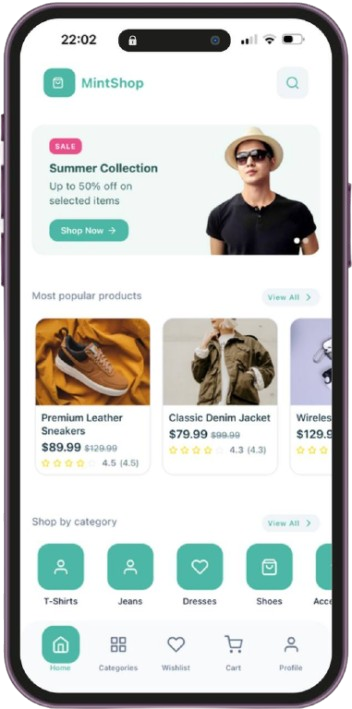 22:02
MintShop
SALE
Summer Collection
Up to 50% off on
selected items
Shop Now →
Most popular products
View All >
Premium Leather
Sneakers
$89.99 $129.99
4.5 (4.5)
Classic Denim Jacket
$79.99 $99.99
4.3 (4.3)
Wireles
$129.9
Shop by category
View All >
T-Shirts
Jeans
Dresses
Shoes
Acce
Home
Categories
Wishlist
Cart
Profile